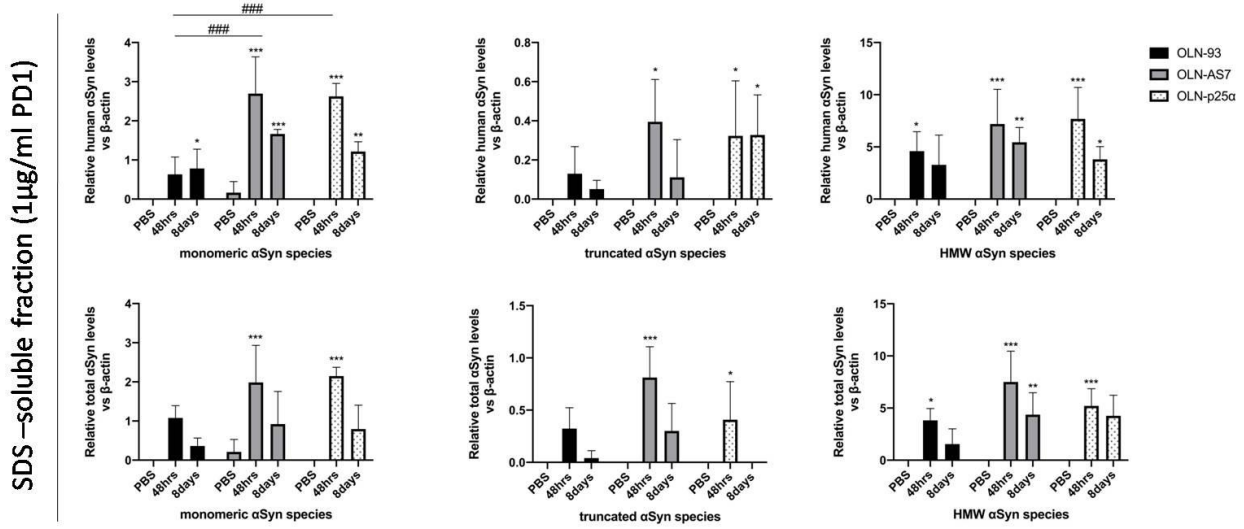 SDS –soluble fraction (1μg/ml PD1)
###
###
Relative human αSyn levels
vs β-actin
4
3
2
1
0
*
***
***
***
**
PBS
48hrs
8days
PBS
48hrs
8days
PBS
48hrs
8days
monomeric αSyn species
Relative human αSyn levels
vs β-actin
0.8
0.6
0.4
0.2
0.0
*
*
*
PBS
48hrs
8days
PBS
48hrs
8days
PBS
48hrs
8days
truncated αSyn species
Relative human αSyn levels
vs β-actin
15
10
5
0
*
***
**
***
*
PBS
48hrs
8days
PBS
48hrs
8days
PBS
48hrs
8days
HMW αSyn species
OLN-93
OLN-AS7
OLN-p25α
Relative total αSyn levels
vs β-actin
4
3
2
1
0
***
***
PBS
48hrs
8days
PBS
48hrs
8days
PBS
48hrs
8days
monomeric αSyn species
Relative total αSyn levels
vs β-actin
1.5
1.0
0.5
0.0
***
*
PBS
48hrs
8days
PBS
48hrs
8days
PBS
48hrs
8days
truncated αSyn species
Relative total αSyn levels
vs β-actin
15
10
5
0
*
***
**
***
PBS
48hrs
8days
PBS
48hrs
8days
PBS
48hrs
8days
HMW αSyn species